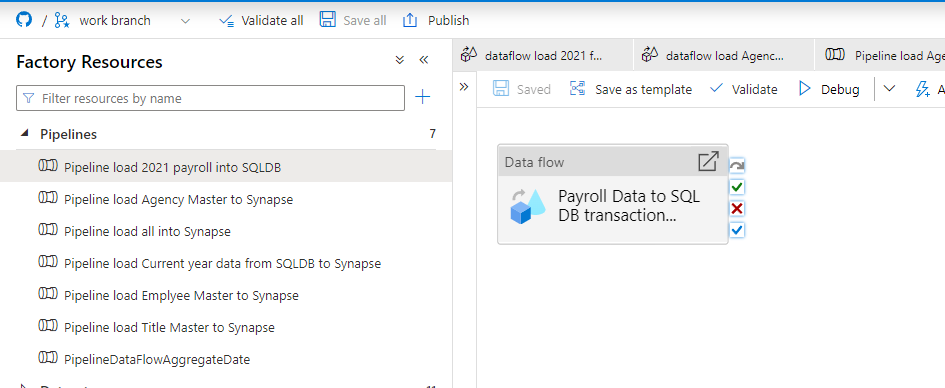 / work branch Validate all Save all Publish
Factory Resources
dataflow load 2021 f... dataflow load Agenc... Pipeline load Age
Filter resources by name
Saved Save as template Validate Debug A
Pipelines 7
Pipeline load 2021 payroll into SQLDB
Pipeline load Agency Master to Synapse
Pipeline load all into Synapse
Pipeline load Current year data from SQLDB to Synapse
Pipeline load Emplyee Master to Synapse
Pipeline load Title Master to Synapse
PipelineDataFlowAggregateDate
Data flow
Payroll Data to SQL
DB transaction...